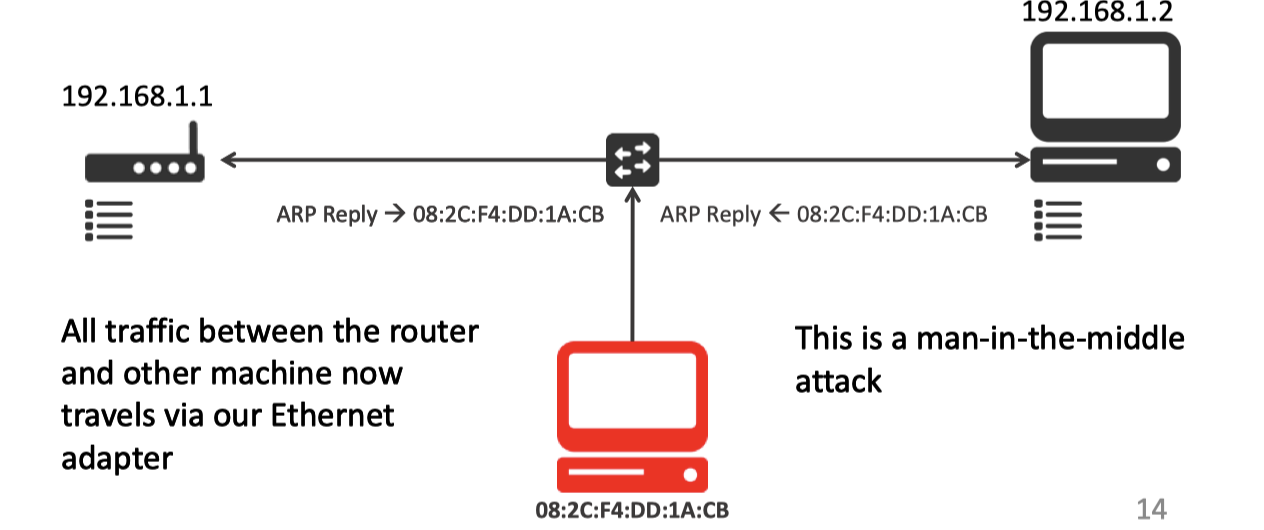 192.168.1.2
192.168.1.1
ARP Reply → 08:2C:F4:DD:1A:CB
ARP Reply ← 08:2C:F4:DD:1A:CB
All traffic between the router
and other machine now
travels via our Ethernet
adapter
This is a man-in-the-middle
attack
08:2C:F4:DD:1A:CB
14